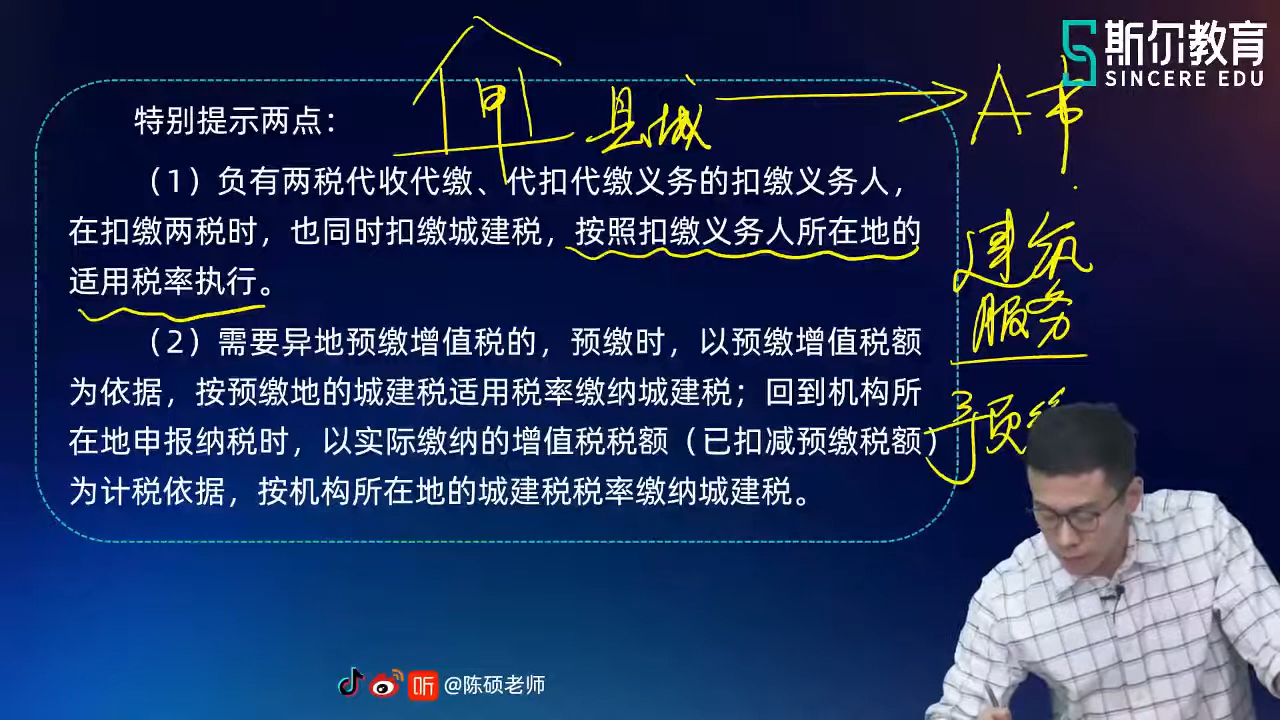 斯尔教育
SINCERE EDU
甲 县城 A市
特别提示两点：
（1）负有两税代收代缴、代扣代缴义务的扣缴义务人，
在扣缴两税时，也同时扣缴城建税，按照扣缴义务人所在地的
适用税率执行。
（2）需要异地预缴增值税的，预缴时，以预缴增值税额
为依据，按预缴地的城建税适用税率缴纳城建税；回到机构所
在地申报纳税时，以实际缴纳的增值税税额（已扣减预缴税额）
为计税依据，按机构所在地的城建税税率缴纳城建税。
建筑
服务
预
听 @陈硕老师